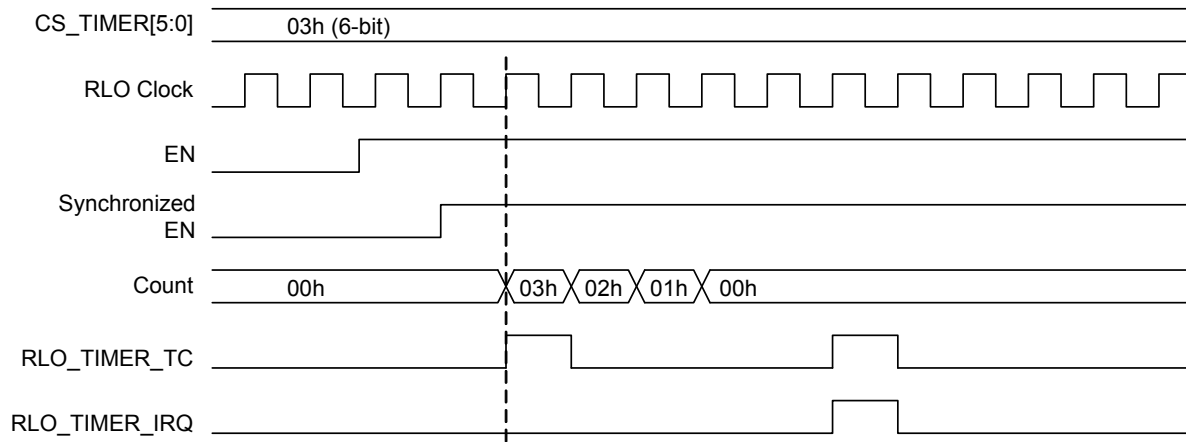 CS_TIMER[5:0] 03h (6-bit)
RLO Clock
EN
Synchronized
EN
Count 00h 03h 02h 01h 00h
RLO_TIMER_TC
RLO_TIMER_IRQ